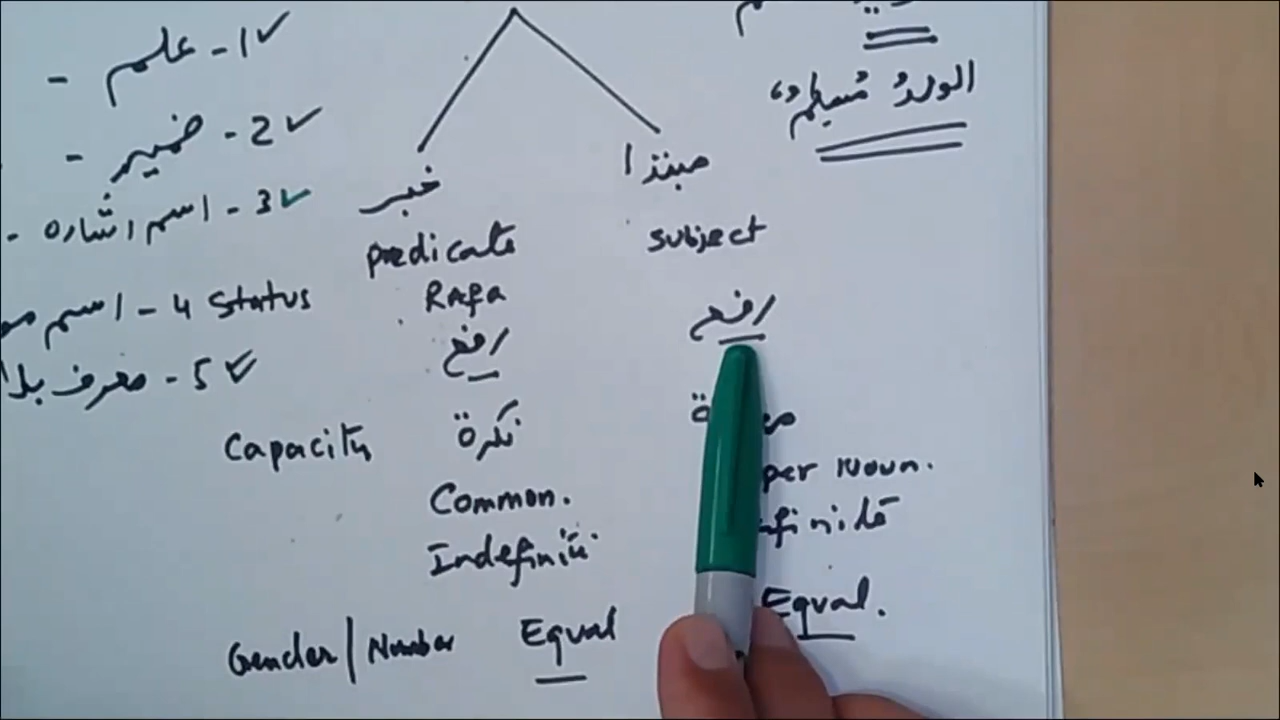 الولدُ مُسلِمٌ
1- علم -
2- ضمير -
3- اسم اشاره -
4 - اسم
5- معرف
خبر مبتدا
predicate subject
Status Rafa
رفع رفع
Capacity نكرة
Common. Noun.
Indefinite
Gender/Number Equal Equal.